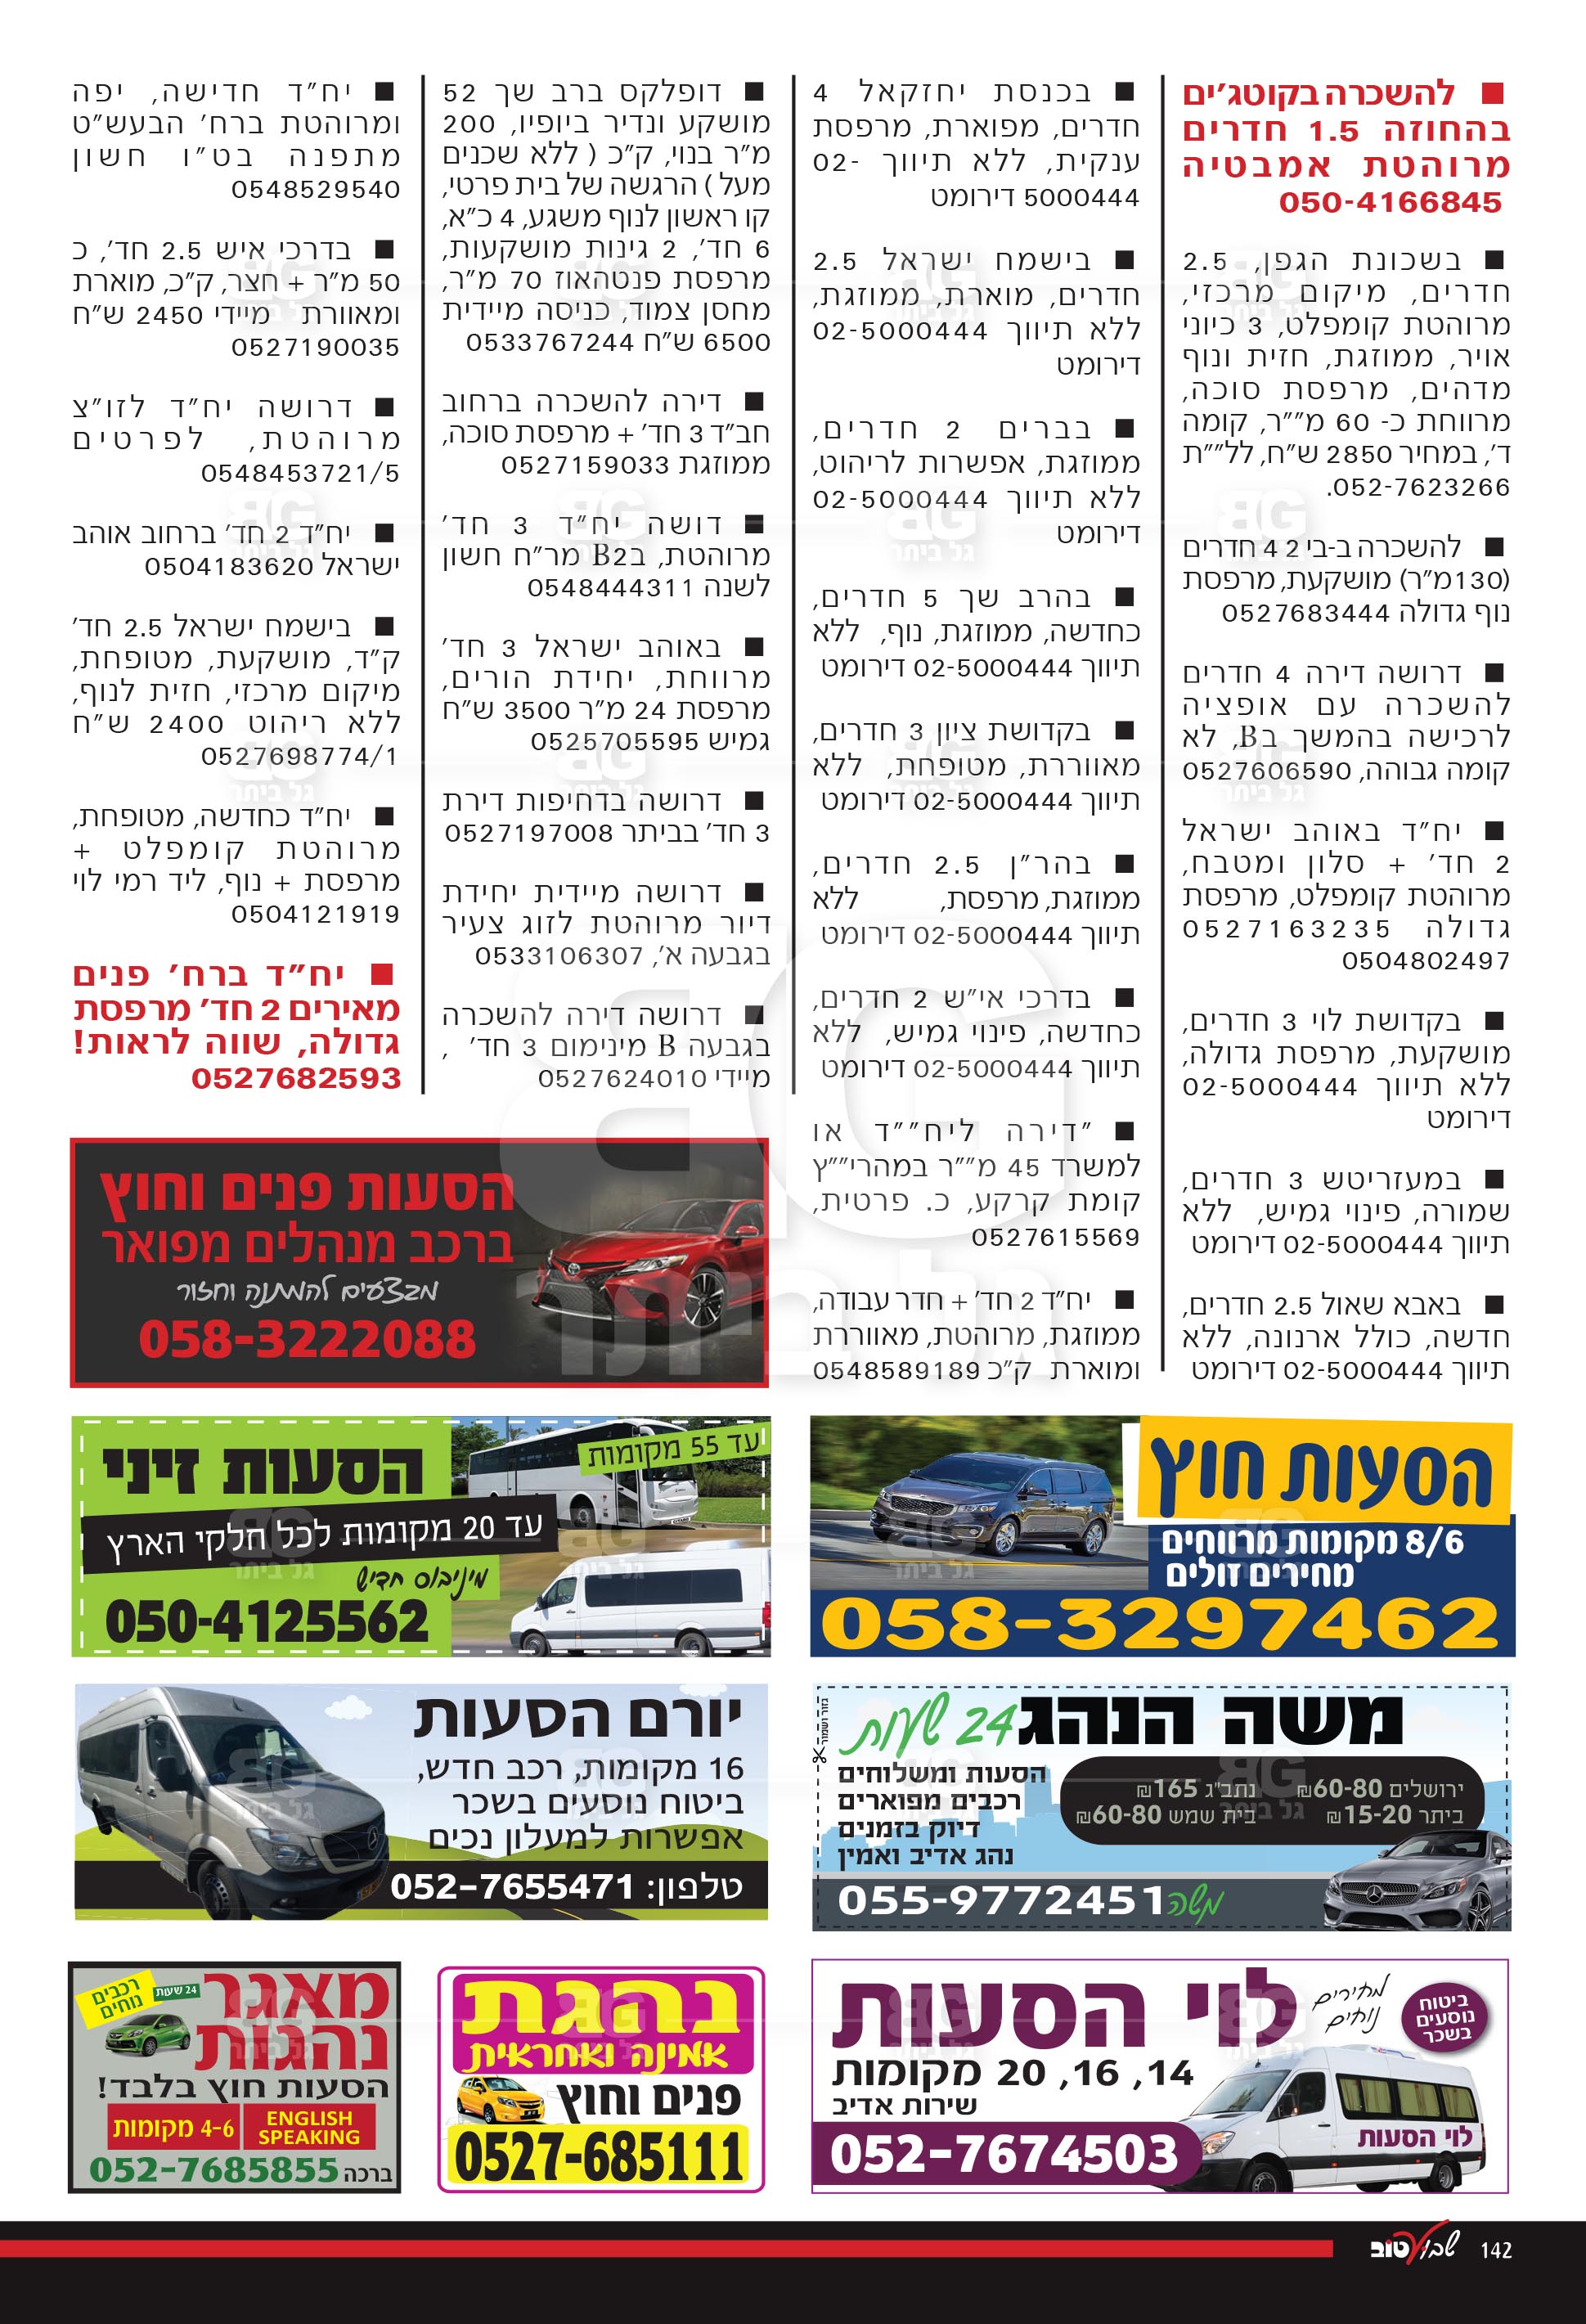 ■ להשכרה בקוטג'ים
בהחוזה 1.5 חדרים
מרוהטת אמבטיה
050-4166845
■ בשכונת הגפן, 2.5
חדרים, מיקום מרכזי,
מרוהטת קומפלט, 3 כיווני
אויר, ממוזגת, חזית ונוף
מדהים, מרפסת סוכה,
מרווחת כ- 60 מ""ר, קומה
ד', במחיר 2850 ש"ח, לל""ת
052-7623266.
■ להשכרה ב-בי 2 4 חדרים
(130מ"ר) מושקעת, מרפסת
נוף גדולה 0527683444
■ דרושה דירה 4 חדרים
להשכרה עם אופציה
לרכישה בהמשך בB, לא
קומה גבוהה, 0527606590
■ יח"ד באוהב ישראל
2 חד' + סלון ומטבח,
מרוהטת קומפלט, מרפסת
גדולה 0527163235
0504802497
■ בקדושת לוי 3 חדרים,
מושקעת, מרפסת גדולה,
ללא תיווך 02-5000444
דירומט
■ במעזריטש 3 חדרים,
שמורה, פינוי גמיש, ללא
תיווך 02-5000444 דירומט
■ באבא שאול 2.5 חדרים,
חדשה, כולל ארנונה, ללא
תיווך 02-5000444 דירומט
■ בכנסת יחזקאל 4
חדרים, מפוארת, מרפסת
ענקית, ללא תיווך 02-
5000444 דירומט
■ בישמח ישראל 2.5
חדרים, מוארת, ממוזגת,
ללא תיווך 02-5000444
דירומט
■ בברים 2 חדרים,
ממוזגת, אפשרות לריהוט,
ללא תיווך 02-5000444
דירומט
■ בהרב שך 5 חדרים,
כחדשה, ממוזגת, נוף, ללא
תיווך 02-5000444 דירומט
■ בקדושת ציון 3 חדרים,
מאווררת, מטופחת, ללא
תיווך 02-5000444 דירומט
■ בהר"ן 2.5 חדרים,
ממוזגת, מרפסת, ללא
תיווך 02-5000444 דירומט
■ בדרכי אי"ש 2 חדרים,
כחדשה, פינוי גמיש, ללא
תיווך 02-5000444 דירומט
■ "דירה ליח""ד או
למשרד 45 מ""ר במהרי""ץ
קומת קרקע, כ. פרטית,
0527615569
■ יח"ד 2 חד' + חדר עבודה,
ממוזגת, מרוהטת, מאווררת
ומוארת ק"כ 0548589189
■ דופלקס ברב שך 52
מושקע ונדיר ביופיו, 200
מ"ר בנוי, ק"כ ( ללא שכנים
מעל ) הרגשה של בית פרטי,
קו ראשון לנוף משגע, 4 כ"א,
6 חד', 2 גינות מושקעות,
מרפסת פנטהאוז 70 מ"ר,
מחסן צמוד, כניסה מיידית
6500 ש"ח 0533767244
■ דירה להשכרה ברחוב
חב"ד 3 חד' + מרפסת סוכה,
ממוזגת 0527159033
■ דושה יח"ד 3 חד'
מרוהטת, בB2 מר"ח חשון
לשנה 0548444311
■ באוהב ישראל 3 חד'
מרווחת, יחידת הורים,
מרפסת 24 מ"ר 3500 ש"ח
גמיש 0525705595
■ דרושה בדחיפות דירת
3 חד' בביתר 0527197008
■ דרושה מיידית יחידת
דיור מרוהטת לזוג צעיר
בגבעה א', 0533106307
■ דרושה דירה להשכרה
בגבעה B מינימום 3 חד' ,
מיידי 0527624010
■ יח"ד חדישה, יפה
ומרוהטת ברח' הבעש"ט
מתפנה בט"ו חשון
0548529540
■ בדרכי איש 2.5 חד', כ
50 מ"ר + חצר, ק"כ, מוארת
ומאוורת מיידי 2450 ש"ח
0527190035
■ דרושה יח"ד לזו"צ
מרוהטת, לפרטים
0548453721/5
■ יח"ד 2 חד' ברחוב אוהב
ישראל 0504183620
■ בישמח ישראל 2.5 חד'
ק"ד, מושקעת, מטופחת,
מיקום מרכזי, חזית לנוף,
ללא ריהוט 2400 ש"ח
0527698774/1
■ יח"ד כחדשה, מטופחת,
מרוהטת קומפלט +
מרפסת + נוף, ליד רמי לוי
0504121919
■ יח"ד ברח' פנים
מאירים 2 חד' מרפסת
גדולה, שווה לראות!
0527682593
הסעות פנים וחוץ
ברכב מנהלים מפואר
מבצעים להמתנה וחזור
058-3222088
הסעות חוץ
8/6 מקומות מרווחים
מחירים זולים
058-3297462
עד 55 מקומות
הסעות זיני
עד 20 מקומות לכל חלקי הארץ
מיניבוס חדיש
050-4125562
משה הנהג 24 שעות
גזור ושמור
הסעות ומשלוחים
רכבים מפוארים
דיוק בזמנים
נהג אדיב ואמין
ירושלים 60-80₪ נתב"ג 165₪
ביתר 15-20₪ בית שמש 60-80₪
משה 055-9772451
יורם הסעות
16 מקומות, רכב חדש,
ביטוח נוסעים בשכר
אפשרות למעלון נכים
טלפון: 052-7655471
ביטוח
נוסעים
בשכר
מחירים
נוחים
לוי הסעות
14, 16, 20 מקומות
שירות אדיב
052-7674503
לוי הסעות
נהגת
אמינה ואחראית
פנים וחוץ
0527-685111
מאגר
נהגות
24 שעות
רכבים
נוחים
הסעות חוץ בלבד!
ENGLISH
SPEAKING
4-6 מקומות
ברכה 052-7685855
BG
גל ביתר
142 שבוע טוב